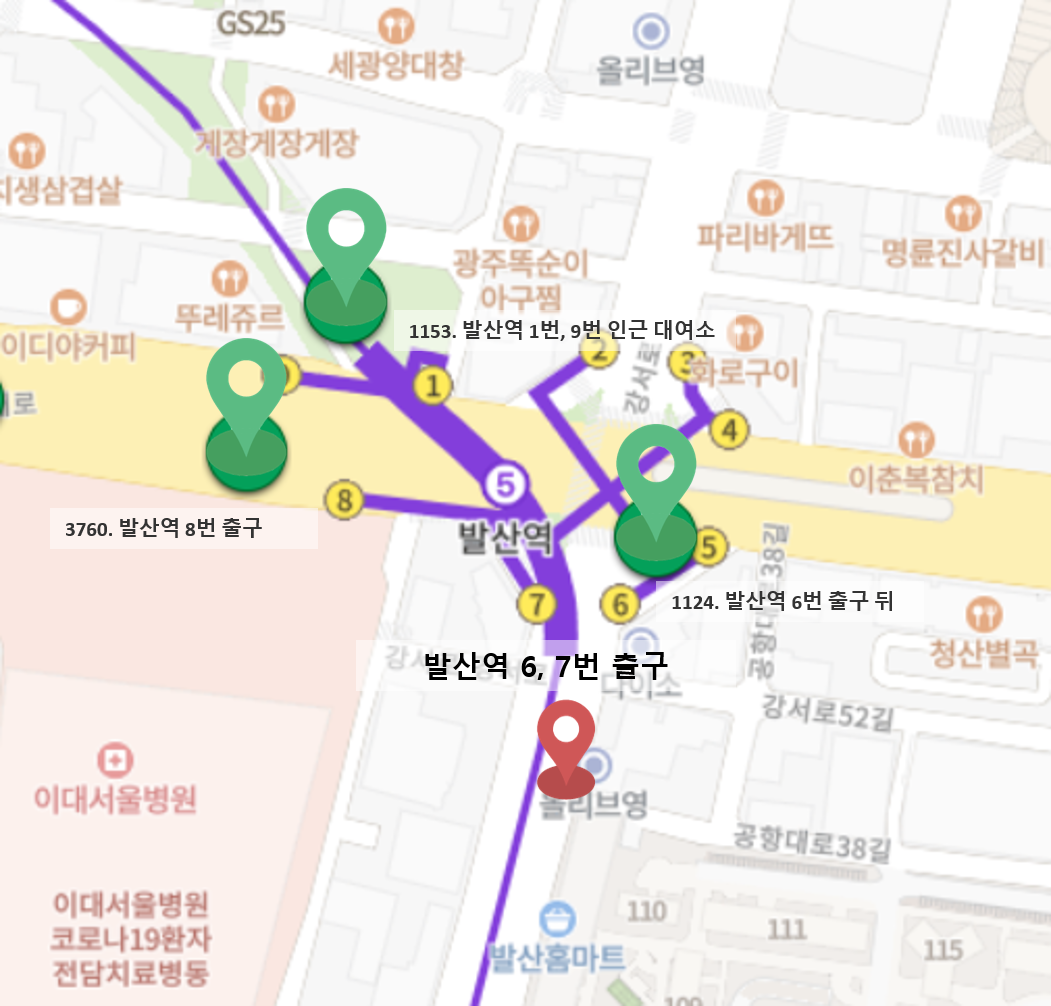 GS25
세광양대창
올리브영
계장게장게장
치생삼겹살
파리바게뜨
명륜진사갈비
광주똑순이
아구찜
뚜레쥬르
이디야커피
1153. 발산역 1번, 9번 인근 대여소
2
3
화로구이
강서로
1
로
4
이춘복참치
5
8
발산역
3760. 발산역 8번 출구
5
공항대로38길
7
6
1124. 발산역 6번 출구 뒤
청산별곡
발산역 6, 7번 출구
다이소
강서로52길
이대서울병원
올리브영
공항대로38길
이대서울병원
코로나19환자
전담치료병동
110
111
115
발산홈마트
109